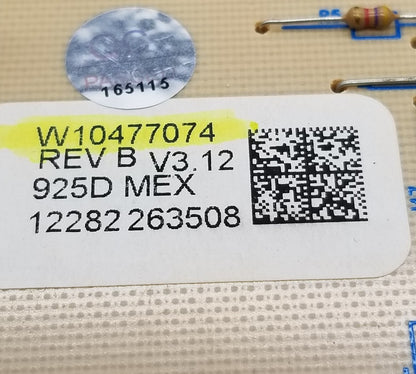 165115
W10477074
REV B V3.12
925D MEX
12282 263508